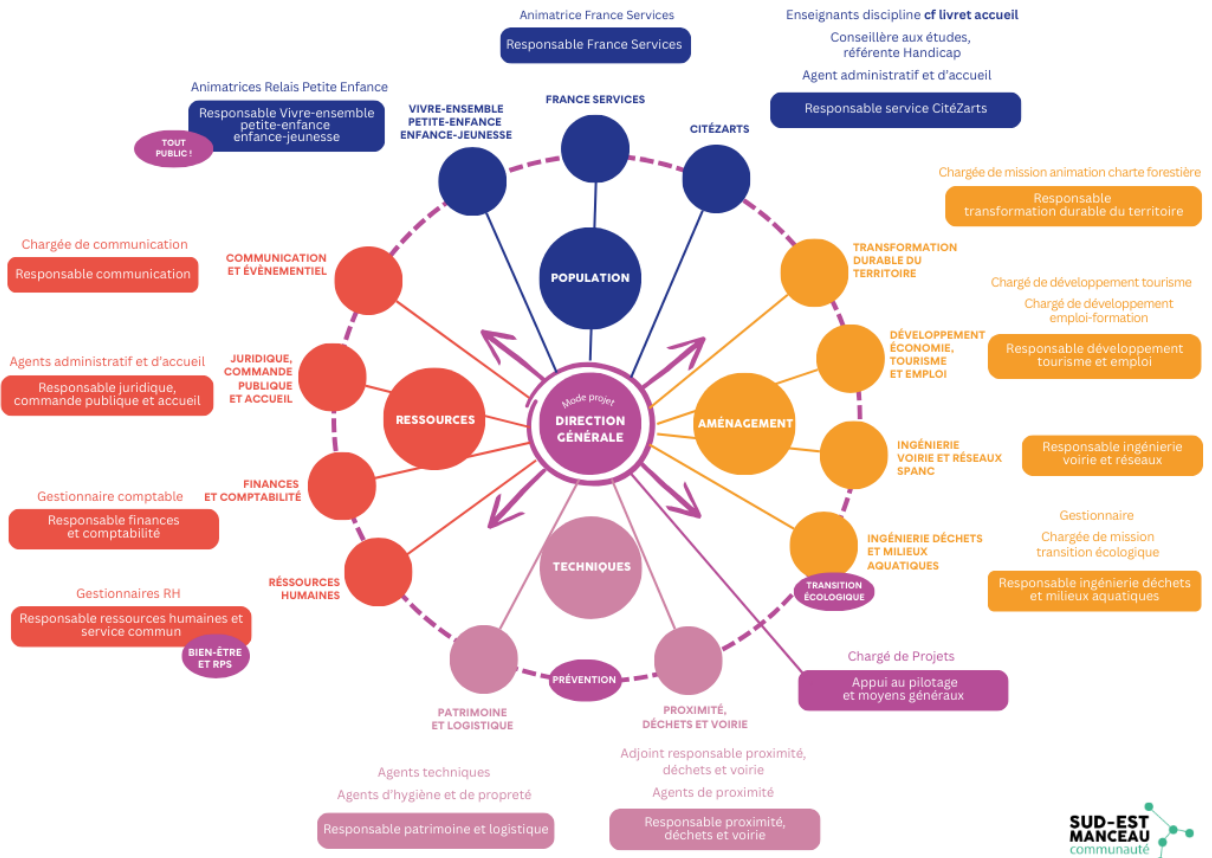 Animatrice France Services
Responsable France Services
FRANCE SERVICES
Enseignants discipline cf livret accueil
Conseillère aux études,
référente Handicap
Agent administratif et d'accueil
Responsable service CitéZarts
CITÉZARTS
Animatrices Relais Petite Enfance
Responsable Vivre-ensemble
petite-enfance
enfance-jeunesse
TOUT
PUBLIC !
VIVRE-ENSEMBLE
PETITE-ENFANCE
ENFANCE-JEUNESSE
POPULATION
Chargée de mission animation charte forestière
Responsable
transformation durable du territoire
TRANSFORMATION
DURABLE DU
TERRITOIRE
Chargé de développement tourisme
Chargé de développement
emploi-formation
Responsable développement
tourisme et emploi
DÉVELOPPEMENT
ÉCONOMIE,
TOURISME
ET EMPLOI
Responsable ingénierie
voirie et réseaux
INGÉNIERIE
VOIRIE ET RÉSEAUX
SPANC
Gestionnaire
Chargée de mission
transition écologique
Responsable ingénierie déchets
et milieux aquatiques
INGÉNIERIE DÉCHETS
ET MILIEUX
AQUATIQUES
TRANSITION
ÉCOLOGIQUE
AMÉNAGEMENT
Chargée de communication
Responsable communication
COMMUNICATION
ET ÉVÈNEMENTIEL
Agents administratif et d'accueil
Responsable juridique,
commande publique et accueil
JURIDIQUE,
COMMANDE
PUBLIQUE
ET ACCUEIL
RESSOURCES
Mode projet
DIRECTION
GÉNÉRALE
Gestionnaire comptable
Responsable finances
et comptabilité
FINANCES
ET COMPTABILITÉ
Gestionnaires RH
Responsable ressources humaines et
service commun
BIEN-ÊTRE
ET RPS
RÉSSOURCES
HUMAINES
TECHNIQUES
PRÉVENTION
Chargé de Projets
Appui au pilotage
et moyens généraux
PATRIMOINE
ET LOGISTIQUE
Agents techniques
Agents d'hygiène et de propreté
Responsable patrimoine et logistique
PROXIMITÉ,
DÉCHETS ET VOIRIE
Adjoint responsable proximité,
déchets et voirie
Agents de proximité
Responsable proximité,
déchets et voirie
SUD-EST
MANCEAU
communauté